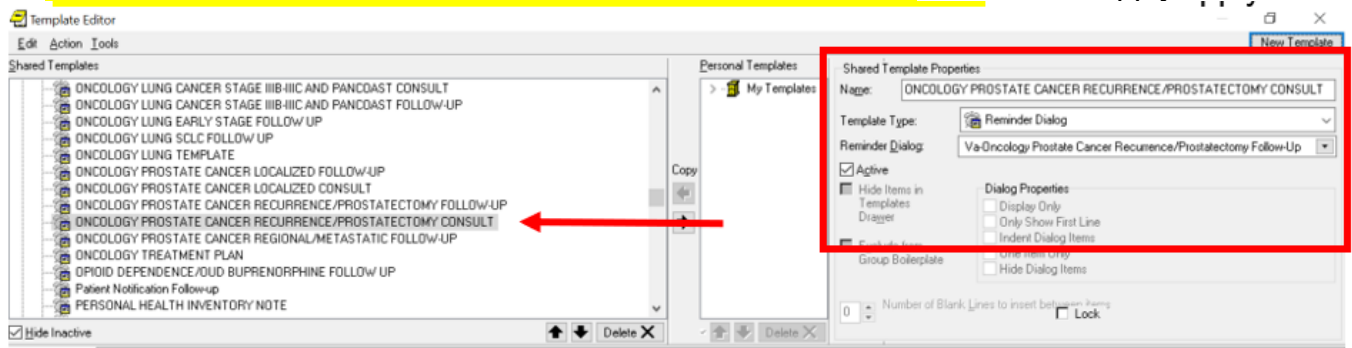 Template Editor
Edit Action Tools
New Template
Shared Templates
ONCOLOGY LUNG CANCER STAGE IIIB-IIIC AND PANCOAST CONSULT
ONCOLOGY LUNG CANCER STAGE IIIB-IIIC AND PANCOAST FOLLOW-UP
ONCOLOGY LUNG EARLY STAGE FOLLOW UP
ONCOLOGY LUNG SCLC FOLLOW UP
ONCOLOGY LUNG TEMPLATE
ONCOLOGY PROSTATE CANCER LOCALIZED FOLLOW-UP
ONCOLOGY PROSTATE CANCER LOCALIZED CONSULT
ONCOLOGY PROSTATE CANCER RECURRENCE/PROSTATECTOMY FOLLOW-UP
ONCOLOGY PROSTATE CANCER RECURRENCE/PROSTATECTOMY CONSULT
ONCOLOGY PROSTATE CANCER REGIONAL/METASTATIC FOLLOW-UP
ONCOLOGY TREATMENT PLAN
OPIOID DEPENDENCE/OUD BUPRENORPHINE FOLLOW UP
Patient Notification Follow-up
PERSONAL HEALTH INVENTORY NOTE
Hide Inactive
Delete
Copy
Personal Templates
My Templates
Delete
Shared Template Properties
Name: ONCOLOGY PROSTATE CANCER RECURRENCE/PROSTATECTOMY CONSULT
Template Type: Reminder Dialog
Reminder Dialog: Va-Oncology Prostate Cancer Recurrence/Prostatectomy Follow-Up
Active
Hide Items in
Templates
Drawer
Group Boilerplate
Dialog Properties
Display Only
Only Show First Line
Indent Dialog Items
One Item Only
Hide Dialog Items
0 Number of Blank Lines to insert between items
Lock